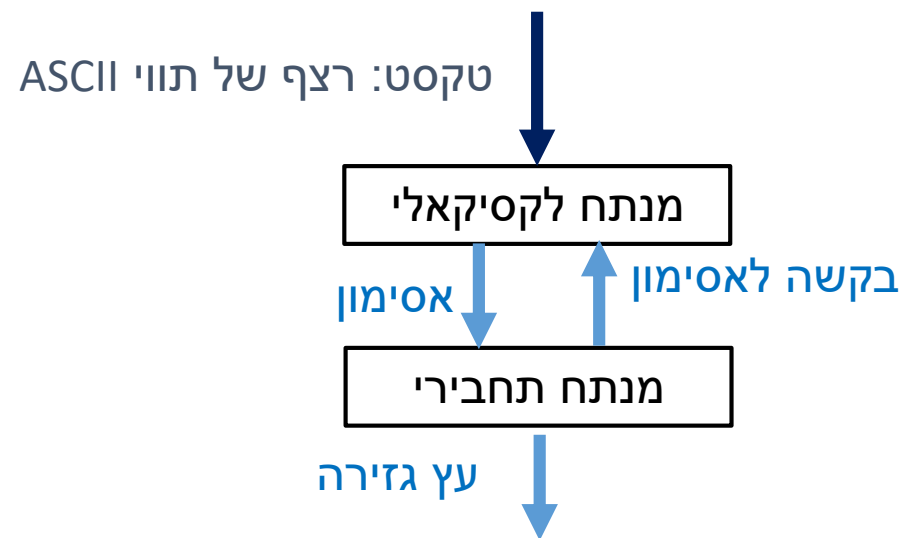 טקסט: רצף של תווי ASCII
מנתח לקסיקאלי
בקשה לאסימון
אסימון
מנתח תחבירי
עץ גזירה